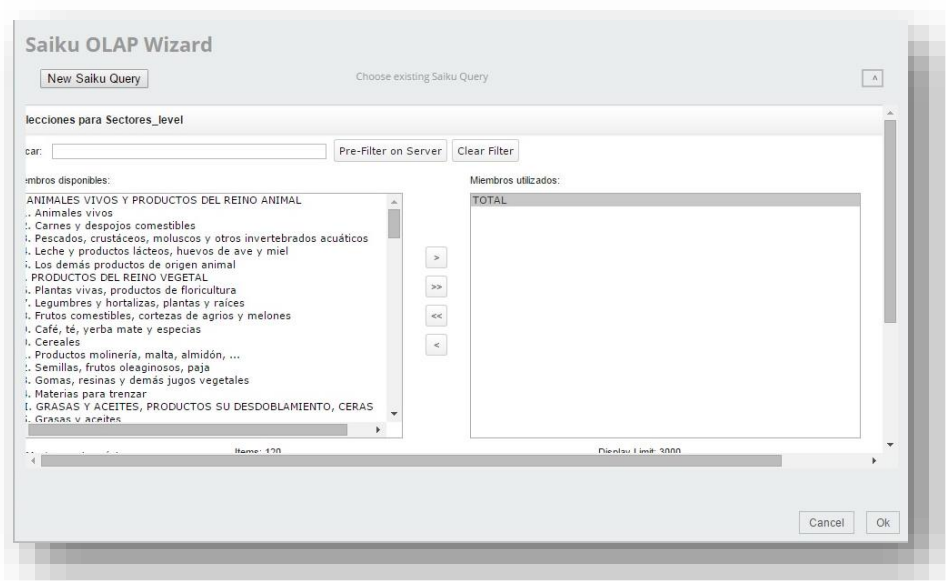 Saiku OLAP Wizard
New Saiku Query
Choose existing Saiku Query
lecciones para Sectores_level
car:
Pre-Filter on Server
Clear Filter
mbros disponibles:
Miembros utilizados:
ANIMALES VIVOS Y PRODUCTOS DEL REINO ANIMAL
. Animales vivos
. Carnes y despojos comestibles
. Pescados, crustáceos, moluscos y otros invertebrados acuáticos
. Leche y productos lácteos, huevos de ave y miel
. Los demás productos de origen animal
. PRODUCTOS DEL REINO VEGETAL
. Plantas vivas, productos de floricultura
. Legumbres y hortalizas, plantas y raíces
. Frutos comestibles, cortezas de agrios y melones
. Café, té, yerba mate y especias
. Cereales
. Productos molinería, malta, almidón, ...
. Semillas, frutos oleaginosos, paja
. Gomas, resinas y demás jugos vegetales
. Materias para trenzar
I. GRASAS Y ACEITES, PRODUCTOS SU DESDOBLAMIENTO, CERAS
. Grasas y aceites
TOTAL
>
>>
<<
<
Items: 120
Display Limit: 3000
Cancel
Ok